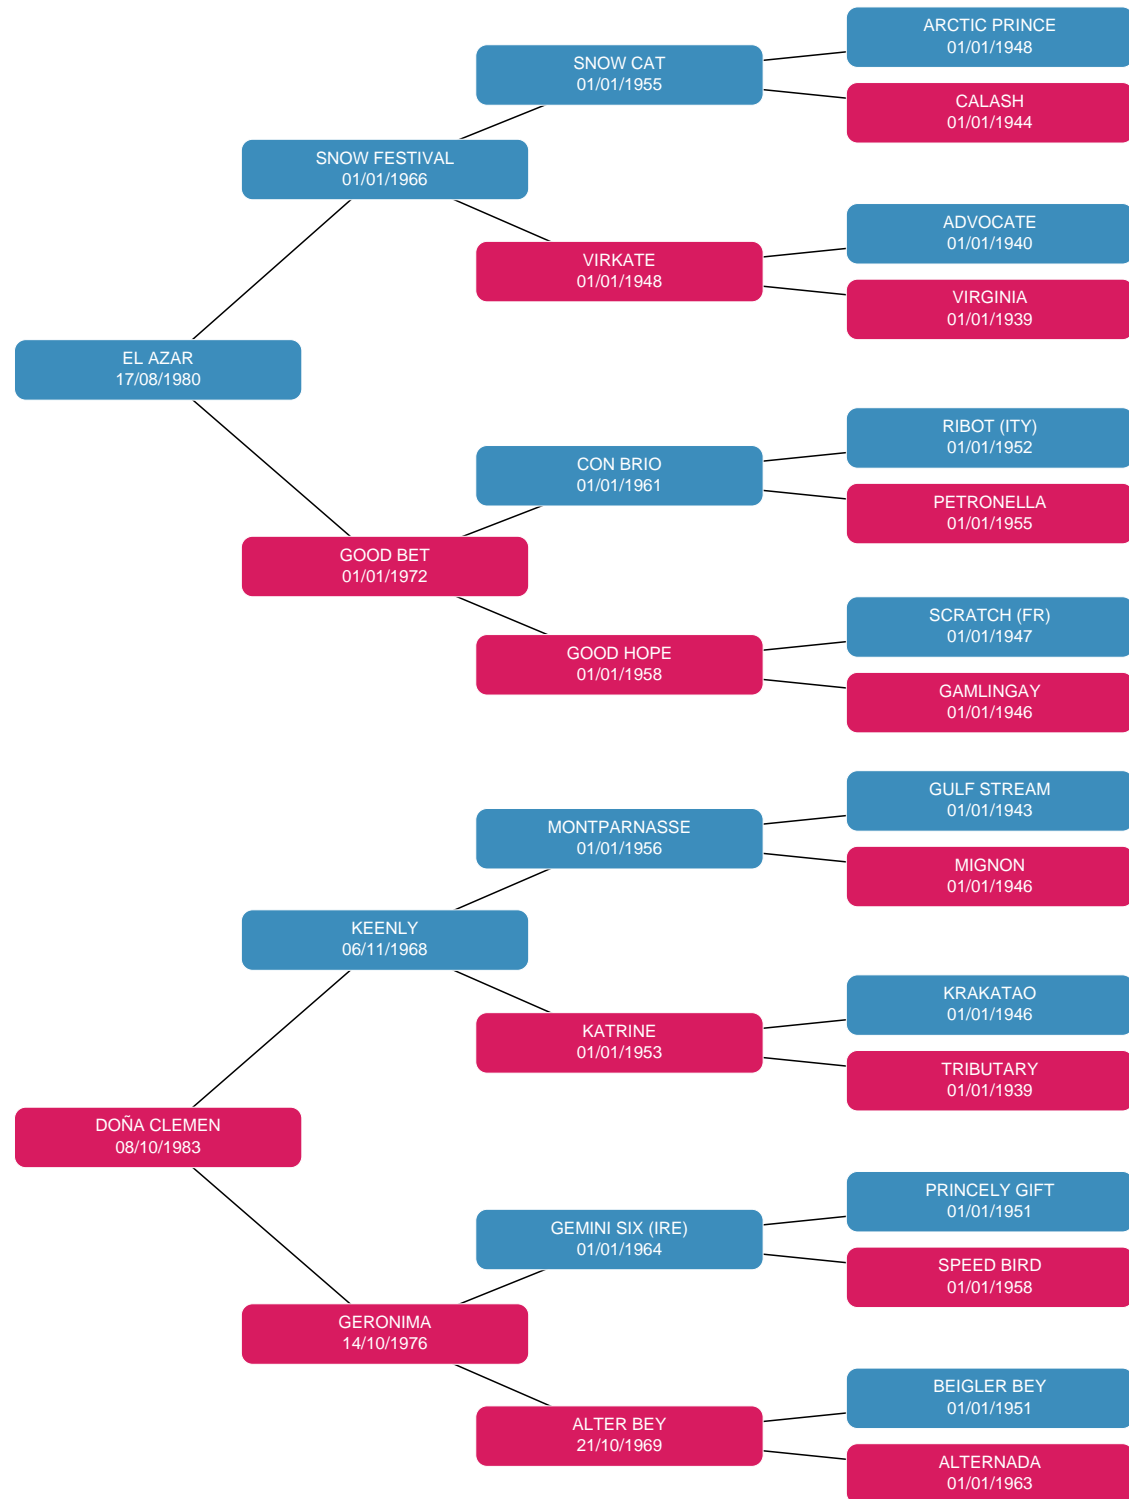 ARCTIC PRINCE
01/01/1948
SNOW CAT
01/01/1955
CALASH
01/01/1944
SNOW FESTIVAL
01/01/1966
ADVOCATE
01/01/1940
VIRKATE
01/01/1948
VIRGINIA
01/01/1939
EL AZAR
17/08/1980
RIBOT (ITY)
01/01/1952
CON BRIO
01/01/1961
PETRONELLA
01/01/1955
GOOD BET
01/01/1972
SCRATCH (FR)
01/01/1947
GOOD HOPE
01/01/1958
GAMLINGAY
01/01/1946
GULF STREAM
01/01/1943
MONTPARNASSE
01/01/1956
MIGNON
01/01/1946
KEENLY
06/11/1968
KRAKATAO
01/01/1946
KATRINE
01/01/1953
TRIBUTARY
01/01/1939
DOÑA CLEMEN
08/10/1983
PRINCELY GIFT
01/01/1951
GEMINI SIX (IRE)
01/01/1964
SPEED BIRD
01/01/1958
GERONIMA
14/10/1976
BEIGLER BEY
01/01/1951
ALTER BEY
21/10/1969
ALTERNADA
01/01/1963